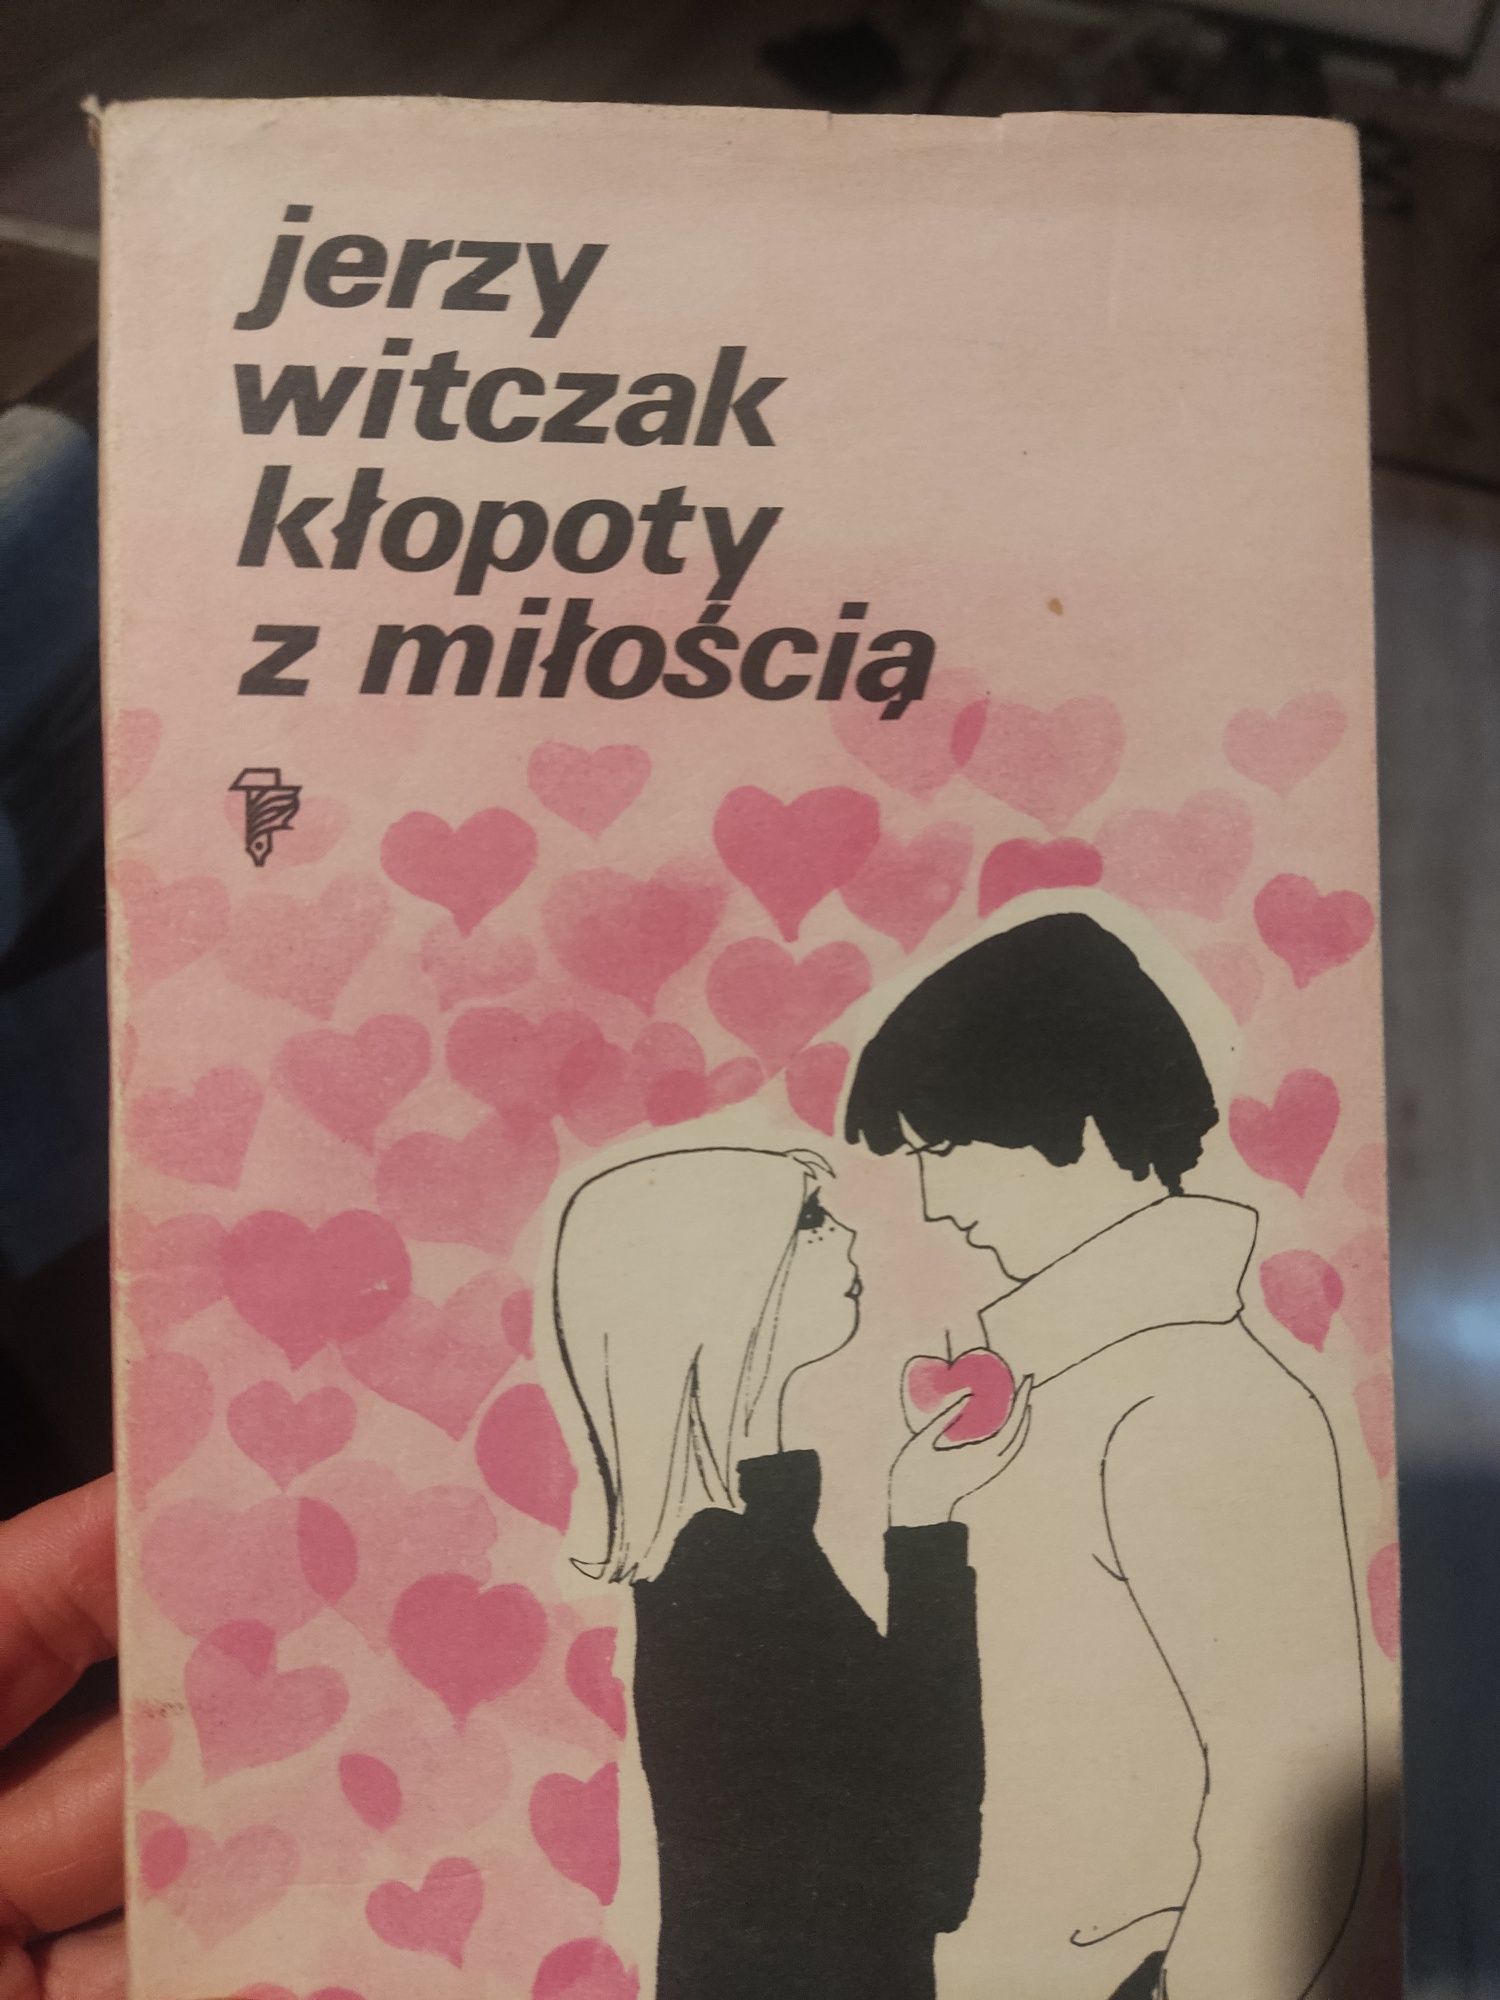 jerzy
witczak
kłopoty
z miłością